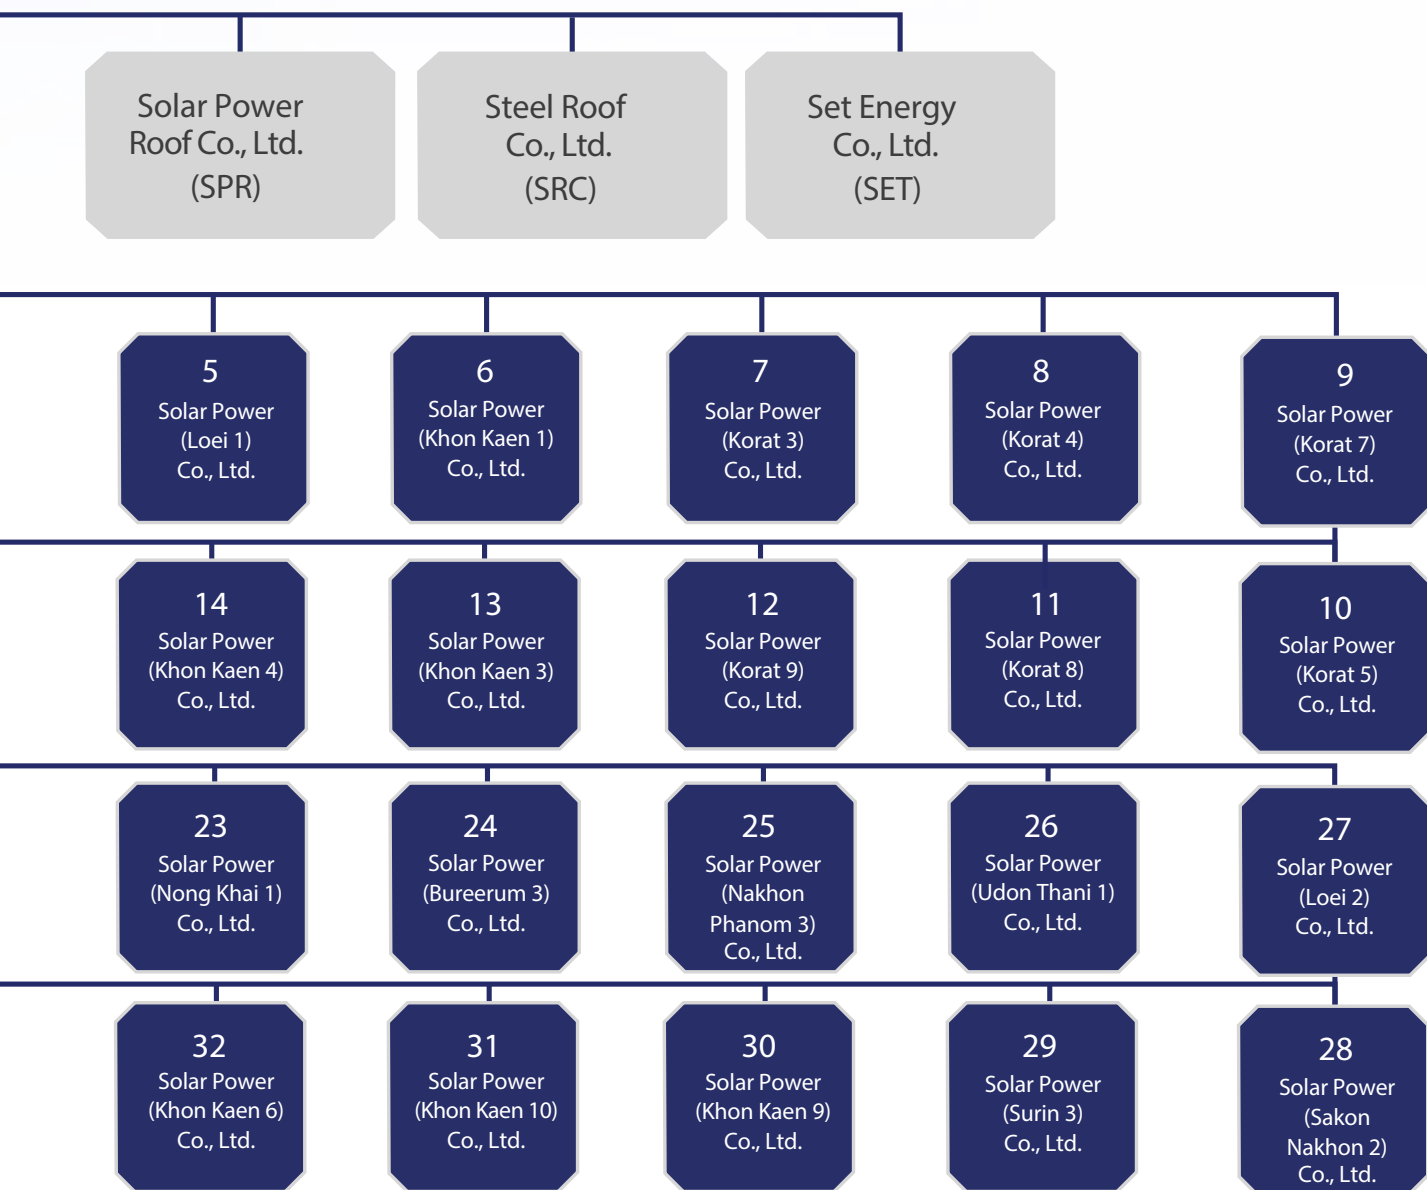 Solar Power
Roof Co., Ltd.
(SPR)
Steel Roof
Co., Ltd.
(SRC)
Set Energy
Co., Ltd.
(SET)
5
Solar Power
(Loei 1)
Co., Ltd.
6
Solar Power
(Khon Kaen 1)
Co., Ltd.
7
Solar Power
(Korat 3)
Co., Ltd.
8
Solar Power
(Korat 4)
Co., Ltd.
9
Solar Power
(Korat 7)
Co., Ltd.
14
Solar Power
(Khon Kaen 4)
Co., Ltd.
13
Solar Power
(Khon Kaen 3)
Co., Ltd.
12
Solar Power
(Korat 9)
Co., Ltd.
11
Solar Power
(Korat 8)
Co., Ltd.
10
Solar Power
(Korat 5)
Co., Ltd.
23
Solar Power
(Nong Khai 1)
Co., Ltd.
24
Solar Power
(Bureerum 3)
Co., Ltd.
25
Solar Power
(Nakhon
Phanom 3)
Co., Ltd.
26
Solar Power
(Udon Thani 1)
Co., Ltd.
27
Solar Power
(Loei 2)
Co., Ltd.
32
Solar Power
(Khon Kaen 6)
Co., Ltd.
31
Solar Power
(Khon Kaen 10)
Co., Ltd.
30
Solar Power
(Khon Kaen 9)
Co., Ltd.
29
Solar Power
(Surin 3)
Co., Ltd.
28
Solar Power
(Sakon
Nakhon 2)
Co., Ltd.